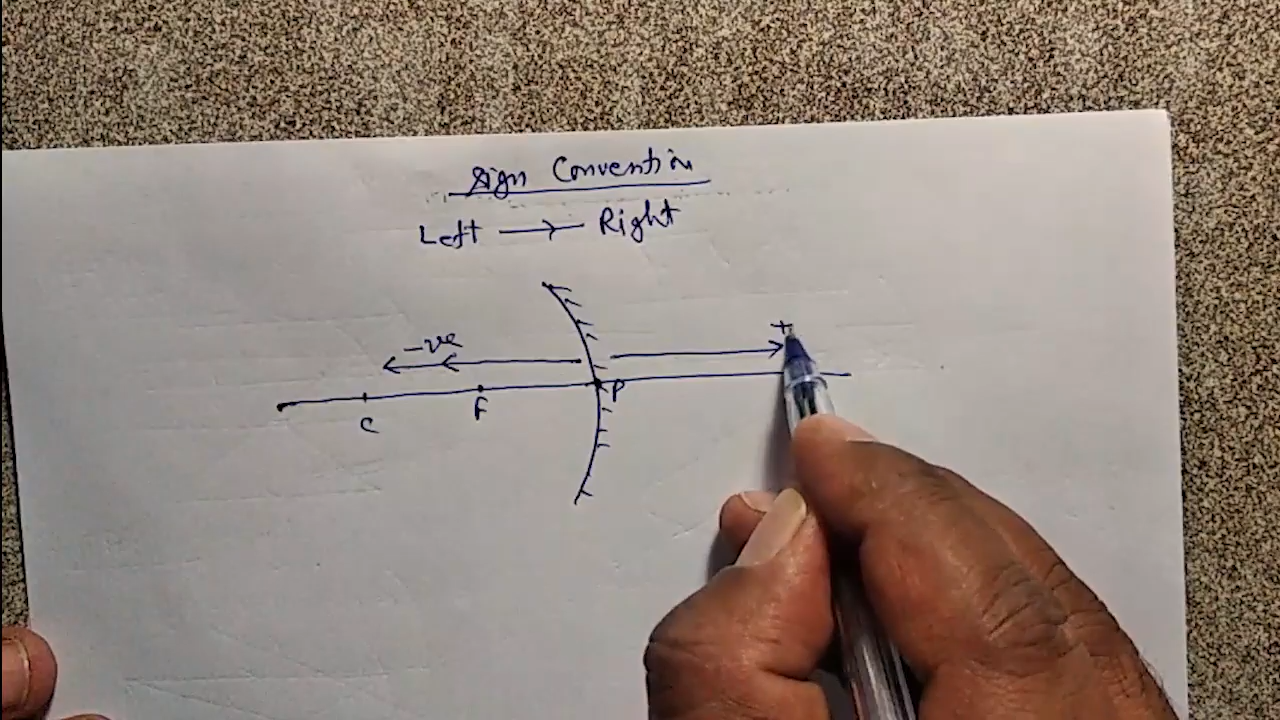 Sign Convention
Left → Right
-ve +
P
C F